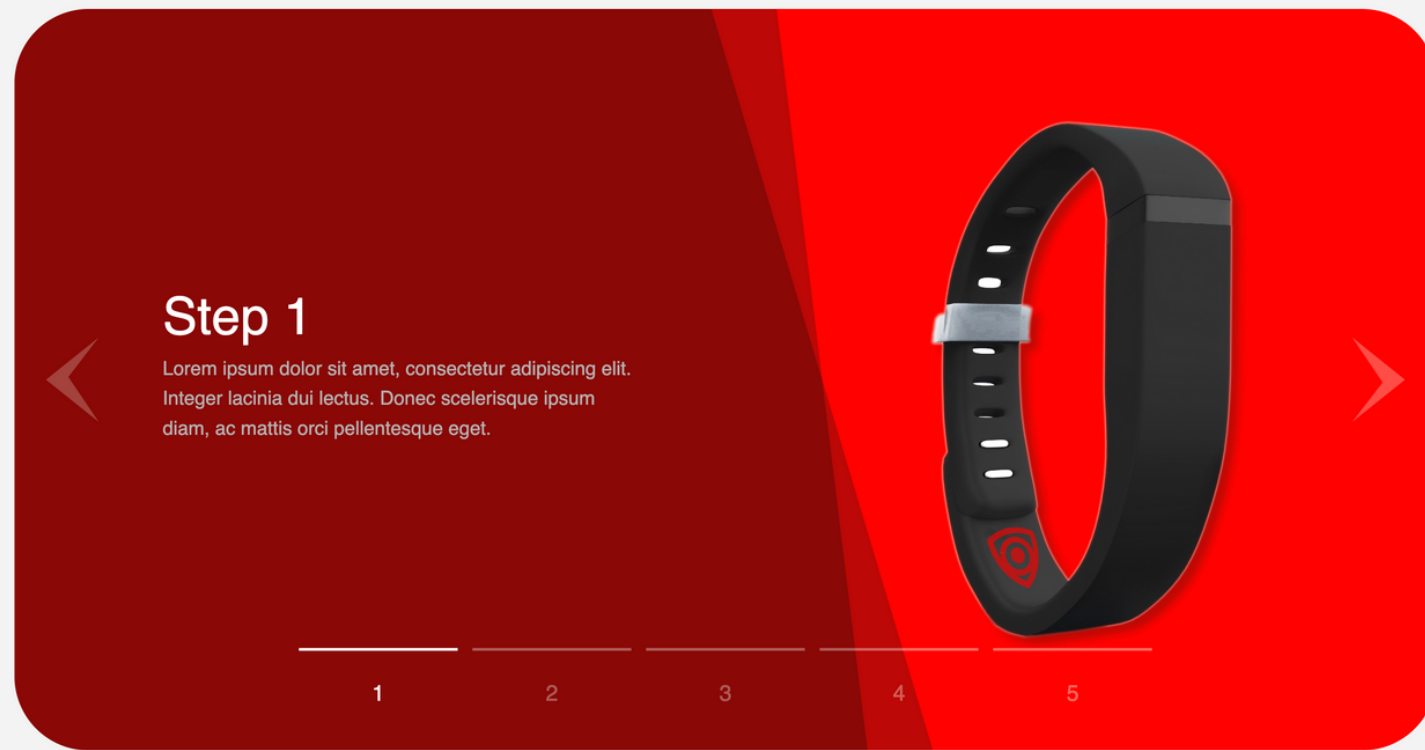 Step 1
Lorem ipsum dolor sit amet, consectetur adipiscing elit.
Integer lacinia dui lectus. Donec scelerisque ipsum
diam, ac mattis orci pellentesque eget.
1
2
3
4
5